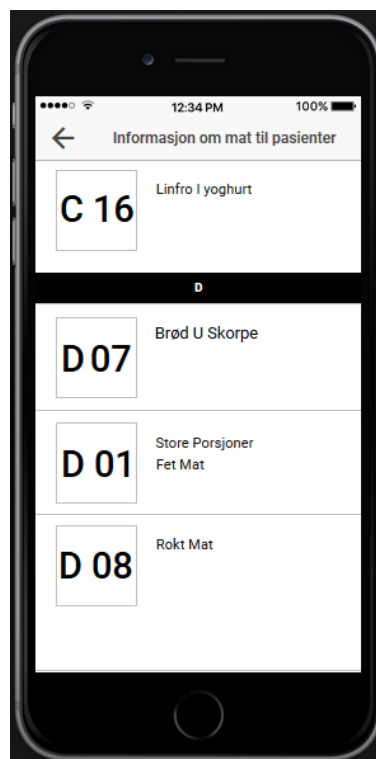 12:34 PM
100%
Informasjon om mat til pasienter
C 16
Linfro I yoghurt
D
D 07
Brød U Skorpe
D 01
Store Porsjoner
Fet Mat
D 08
Rokt Mat